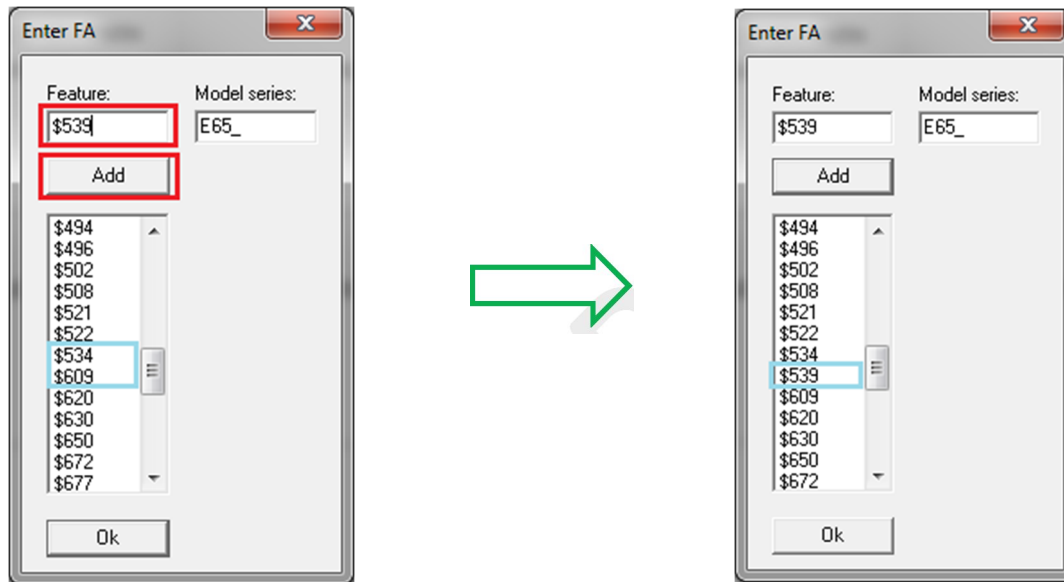 Enter FA
Feature:
Model series:
$539
E65_
Add
$494
$496
$502
$508
$521
$522
$534
$609
$620
$630
$650
$672
$677
Ok
Enter FA
Feature:
Model series:
$539
E65_
Add
$494
$496
$502
$508
$521
$522
$534
$539
$609
$620
$630
$650
$672
Ok